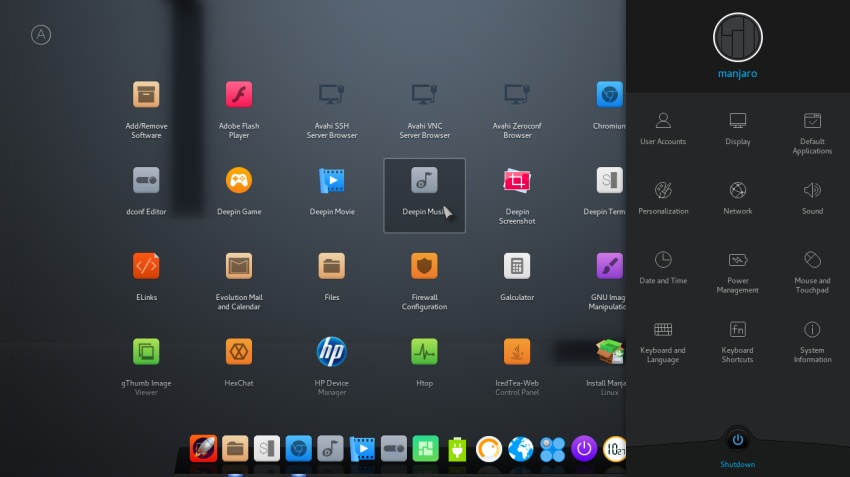 A
Add/Remove
Software
Adobe Flash
Player
Avahi SSH
Server Browser
Avahi VNC
Server Browser
Avahi Zeroconf
Browser
Chromium
dconf Editor
Deepin Game
Deepin Movie
Deepin Music
Deepin
Screenshot
Deepin Term
ELinks
Evolution Mail
and Calendar
Files
Firewall
Configuration
Galculator
GNU Imag
Manipulatio
gThumb Image
Viewer
HexChat
hp
HP Device
Manager
Htop
IcedTea-Web
Control Panel
Install Manja
Linux
manjaro
User Accounts
Display
Default
Applications
Personalization
Network
Sound
Date and Time
Power
Management
Mouse and
Touchpad
Keyboard and
Language
fn
Keyboard
Shortcuts
System
Information
Shutdown